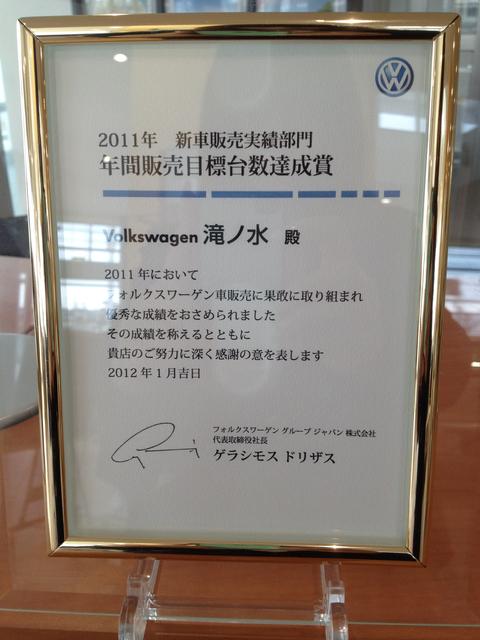 2011年　新車販売実績部門
年間販売目標台数達成賞
Volkswagen 滝ノ水 殿
2011年において
フォルクスワーゲン車販売に果敢に取り組まれ
優秀な成績をおさめられました
その成績を称えるとともに
貴店のご努力に深く感謝の意を表します
2012年1月吉日
フォルクスワーゲン グループ ジャパン 株式会社
代表取締役社長
ゲラシモス ドリザス